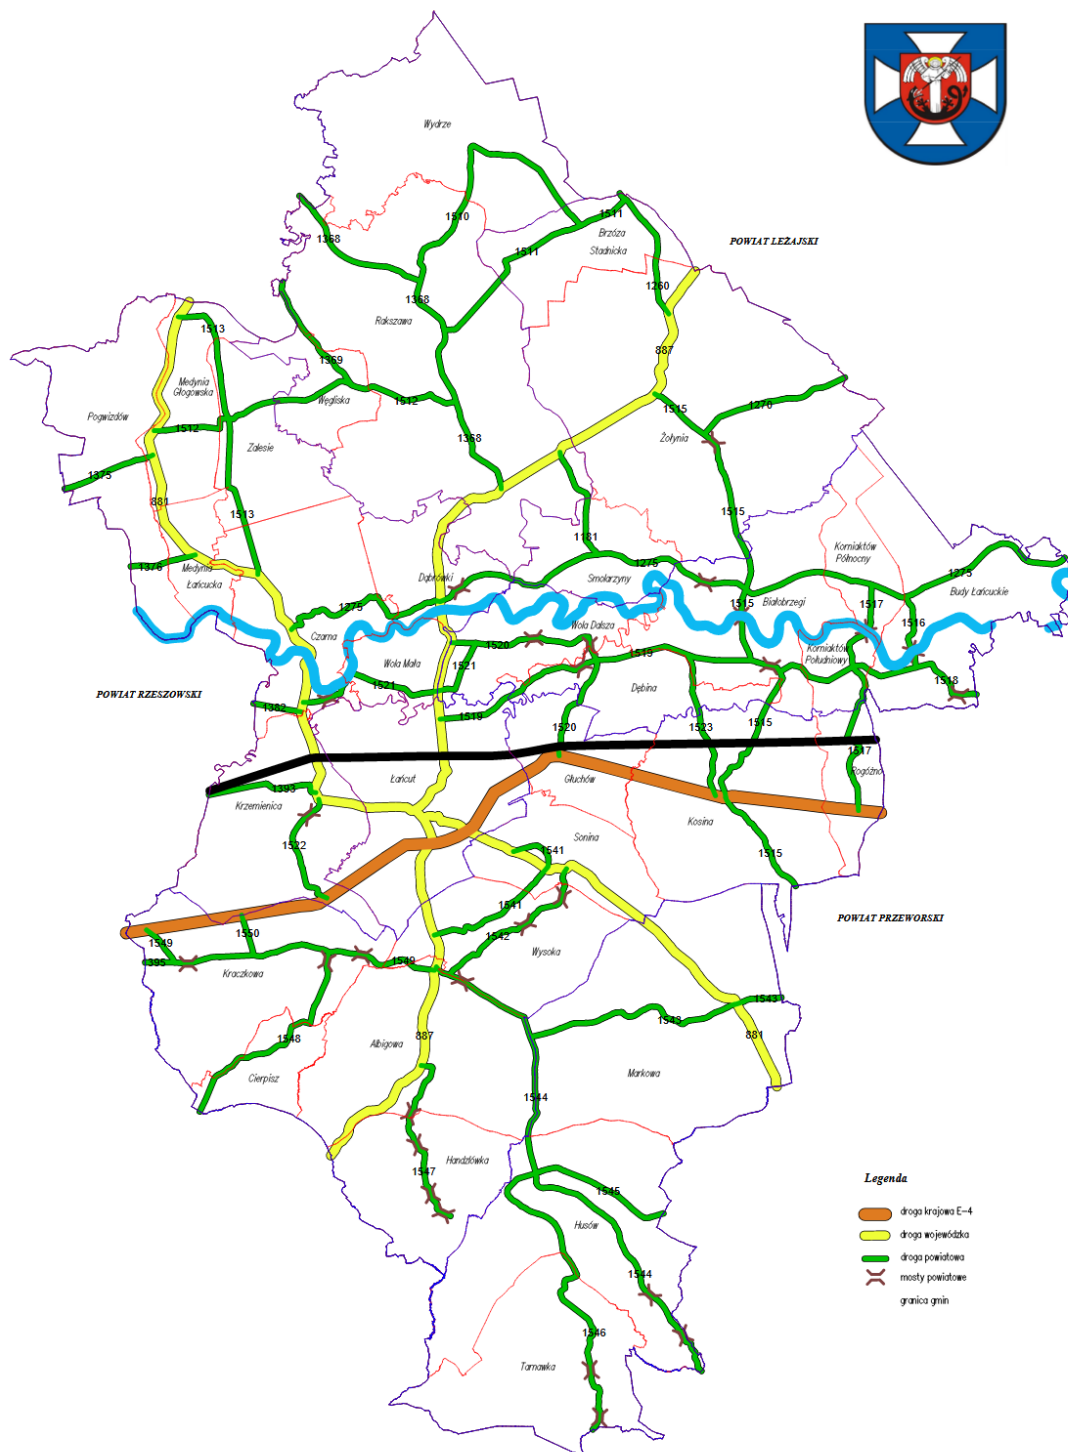 Wydrze
1510
1511
Brzóza
Stadnicka
POWIAT LEŻAJSKI
1368
1511
1260
1368
Rakszawa
1513
887
1369
Medynia
Głogowska
Węgliska
1512
1270
1515
Pogwizdów
1512
Zalesie
1368
Żołynia
1375
881
1513
1515
1181
Korniaktów
Północny
1376
Medynia
Łańcucka
Dąbrówki
Smolarzyny
1275
1275
Budy Łańcuckie
1275
1515
Białobrzegi
1517
1516
Czarna
Wola Dalsza
1520
1519
Korniaktów
Południowy
Wola Mała
1521
1521
Dębina
1518
POWIAT RZESZOWSKI
1382
1519
1520
1523
1515
1517
Łańcut
Głuchów
Rogóżno
1393
Krzemienica
Kosina
1522
Sonina
1541
1515
1541
POWIAT PRZEWORSKI
1549
1550
1542
Wysoka
1395
Kraczkowa
1549
1543
1543
887
881
1548
Albigowa
Cierpisz
Markowa
1544
Handzlówka
1547
1545
Husów
1544
1546
Tarnawka
Legenda
droga krajowa E-4
droga wojewódzka
droga powiatowa
mosty powiatowe
granica gmin